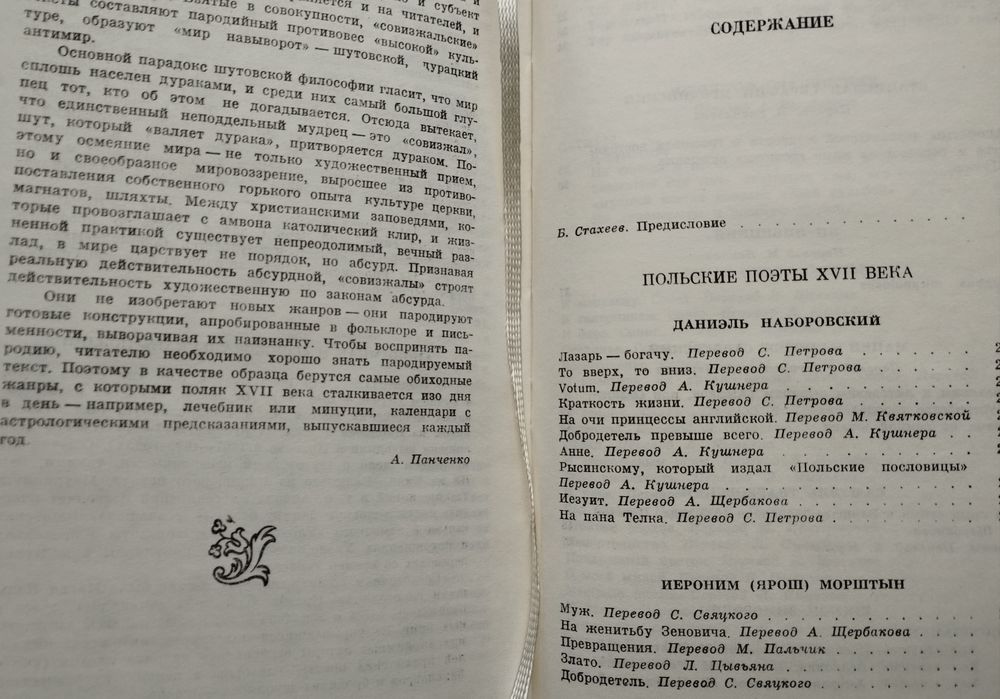 и субъект
няется и на читателей, и
святые в совокупности, «совизжальские»
тексты составляют пародийный противовес «высокой» куль-
туре, образуют «мир навыворот» — шутовской, дурацкий
антимир.
Основной парадокс шутовской философии гласит, что мир
сплошь населен дураками, и среди них самый большой глу-
пец тот, кто об этом не догадывается. Отсюда вытекает,
что единственный неподдельный мудрец — это «совизжал»,
шут, который «валяет дурака», притворяется дураком. По-
этому осмеяние мира — не только художественный прием,
но и своеобразное мировоззрение, выросшее из противо-
поставления собственного горького опыта культуре церкви,
магнатов, шляхты. Между христианскими заповедями, ко-
торые провозглашает с амвона католический клир, и жиз-
ненной практикой существует непреодолимый, вечный раз-
лад, в мире царствует не порядок, но абсурд. Признавая
реальную действительность абсурдной, «совизжалы» строят
действительность художественную по законам абсурда.
Они не изобретают новых жанров — они пародируют
готовые конструкции, апробированные в фольклоре и пись-
менности, выворачивая их наизнанку. Чтобы воспринять па-
родию, читателю необходимо хорошо знать пародируемый
текст. Поэтому в качестве образца берутся самые обиходные
жанры, с которыми поляк XVII века сталкивается изо дня
в день — например, лечебник или минуции, календари с
астрологическими предсказаниями, выпускавшиеся каждый
год.
А. Панченко
СОДЕРЖАНИЕ
Б. Стахеев. Предисловие . . . . . . . .
ПОЛЬСКИЕ ПОЭТЫ XVII ВЕКА
ДАНИЭЛЬ НАБОРОВСКИЙ
Лазарь — богачу. Перевод С. Петрова . . . . . . .
То вверх, то вниз. Перевод С. Петрова . . . . . .
Votum. Перевод А. Кушнера . . . . . . . . . .
Краткость жизни. Перевод С. Петрова . . . . . . .
На очи принцессы английской. Перевод М. Квятковской
Добродетель превыше всего. Перевод А. Кушнера . .
Анне. Перевод А. Кушнера . . . . . . . . . . .
Рысинскому, который издал «Польские пословицы»
Перевод А. Кушнера . . . . . . . . . . . . .
Иезуит. Перевод А. Щербакова . . . . . . . . .
На пана Телка. Перевод С. Петрова . . . . . . .
ИЕРОНИМ (ЯРОШ) МОРШТЫН
Муж. Перевод С. Свяцкого . . . . . . . . . . .
На женитьбу Зеновича. Перевод А. Щербакова . . . .
Превращения. Перевод М. Пальчик . . . . . . . .
Злато. Перевод Л. Цывьяна . . . . . . . . . .
Добродетель. Перевод С. Свяцкого . . . . . . . .